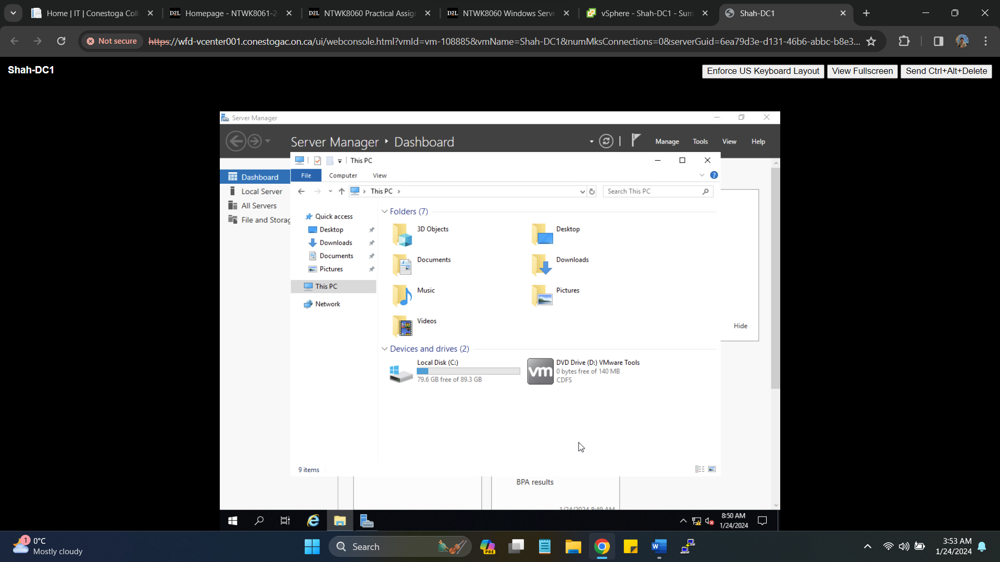 Home | IT | Conestoga Coll
D2L Homepage - NTWK8061-2
D2L NTWK8060 Practical Assign
D2L NTWK8060 Windows Serve
vSphere - Shah-DC1 - Sum
Shah-DC1
Not secure
https://wfd-vcenter001.conestogac.on.ca/ui/webconsole.html?vmId=vm-108885&vmName=Shah-DC1&numMksConnections=0&serverGuid=6ea79d3e-d131-46b6-abbc-b8e3...
Shah-DC1
Enforce US Keyboard Layout
View Fullscreen
Send Ctrl+Alt+Delete
Server Manager
Server Manager ‣ Dashboard
Manage
Tools
View
Help
This PC
File
Computer
View
This PC
Search This PC
Dashboard
Local Server
All Servers
File and Storag
Quick access
Desktop
Downloads
Documents
Pictures
This PC
Network
Folders (7)
3D Objects
Desktop
Documents
Downloads
Music
Pictures
Videos
Devices and drives (2)
Local Disk (C:)
79.6 GB free of 89.3 GB
vm
DVD Drive (D:) VMware Tools
0 bytes free of 140 MB
CDFS
Hide
9 items
BPA results
1/24/2024 8:49 AM
8:50 AM
1/24/2024
1
0°C
Mostly cloudy
Search
PRE
W
3:53 AM
1/24/2024